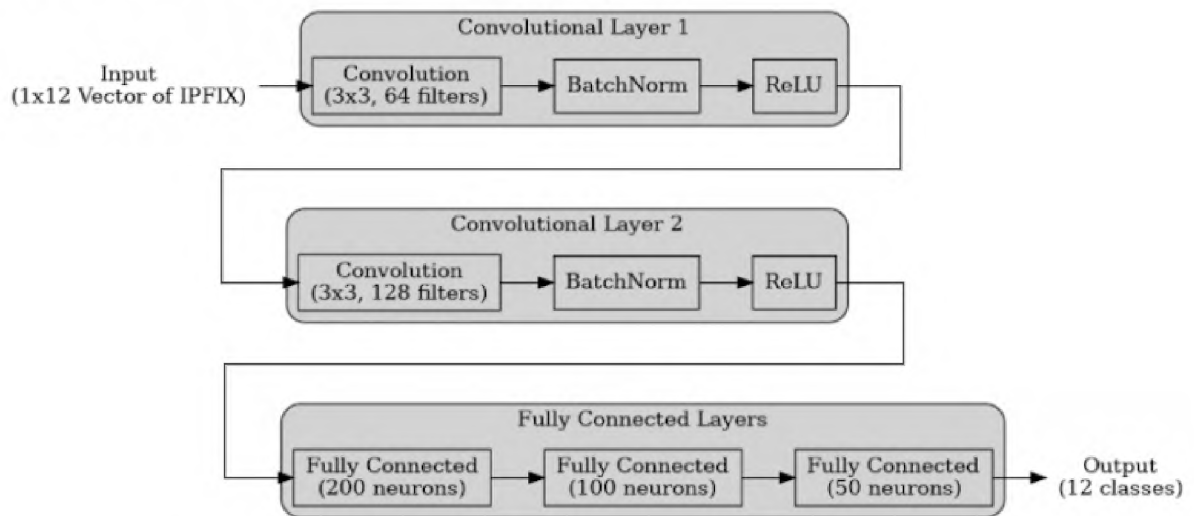 Convolutional Layer 1
Input
(1x12 Vector of IPFIX)
Convolution
(3x3, 64 filters)
BatchNorm
ReLU
Convolutional Layer 2
Convolution
(3x3, 128 filters)
BatchNorm
ReLU
Fully Connected Layers
Fully Connected
(200 neurons)
Fully Connected
(100 neurons)
Fully Connected
(50 neurons)
Output
(12 classes)